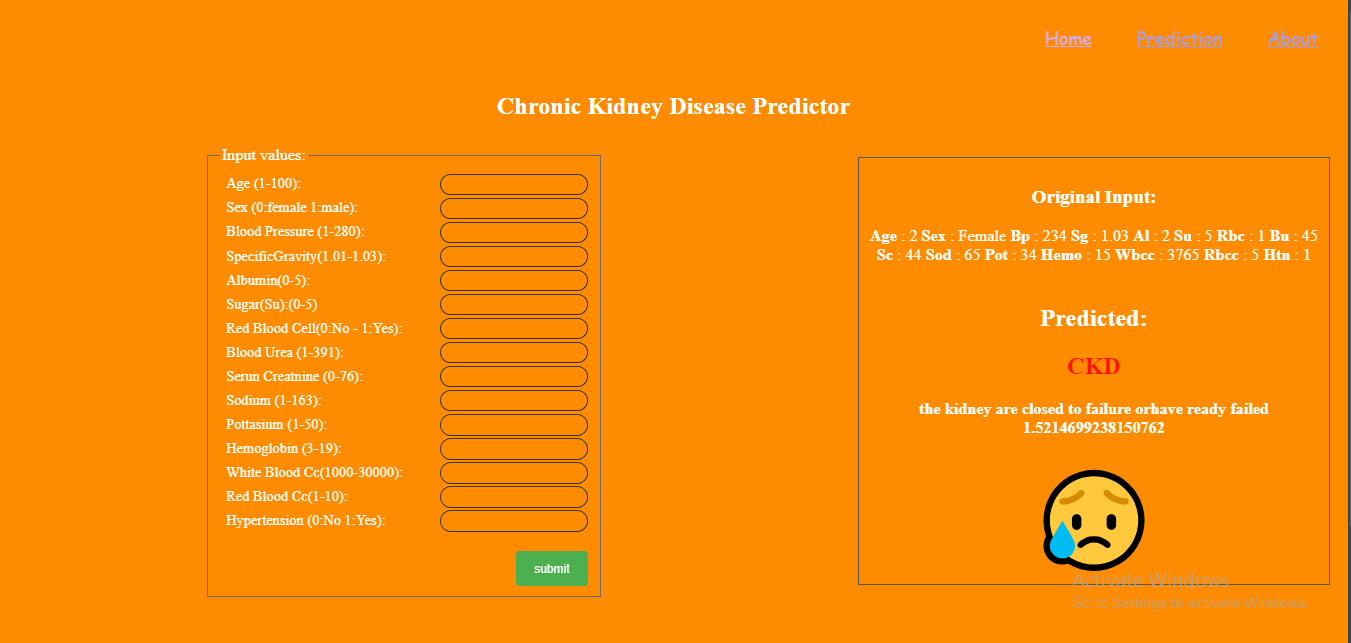 Home Prediction About
Chronic Kidney Disease Predictor
Input values:
Age (1-100):
Sex (0:female 1:male):
Blood Pressure (1-280):
SpecificGravity(1.01-1.03):
Albumin(0-5):
Sugar(Su):(0-5)
Red Blood Cell(0:No - 1:Yes):
Blood Urea (1-391):
Serun Creatnine (0-76):
Sodium (1-163):
Pottasium (1-50):
Hemoglobin (3-19):
White Blood Cc(1000-30000):
Red Blood Cc(1-10):
Hypertension (0:No 1:Yes):
submit
Original Input:
Age : 2 Sex : Female Bp : 234 Sg : 1.03 Al : 2 Su : 5 Rbc : 1 Bu : 45
Sc : 44 Sod : 65 Pot : 34 Hemo : 15 Wbcc : 3765 Rbcc : 5 Htn : 1
Predicted:
CKD
the kidney are closed to failure orhave ready failed
1.5214699238150762
Activate Windows
Go to Settings to activate Windows.